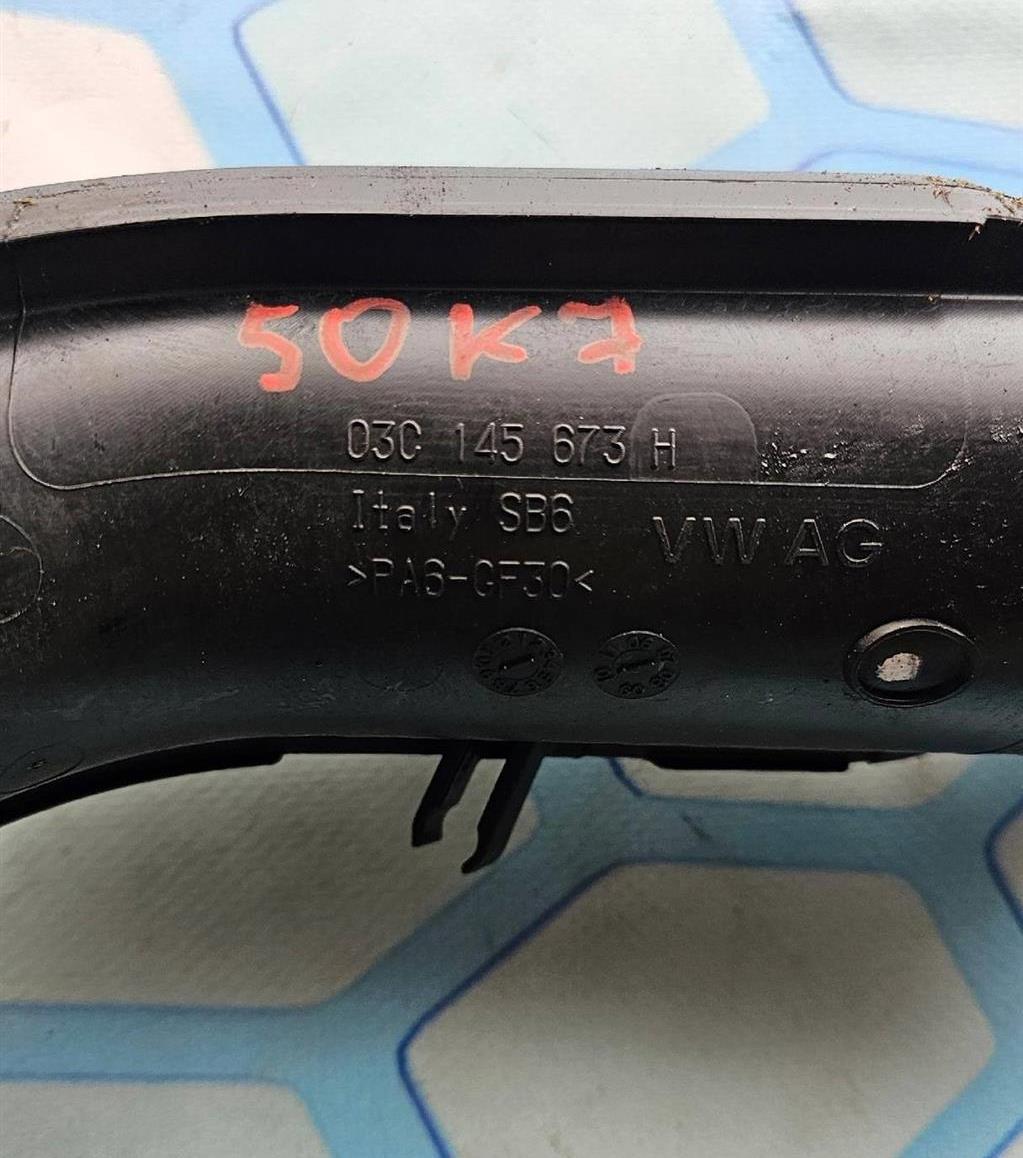 50K7
03C 145 673 H
Italy SB6
VW AG
>PA6-GF30<